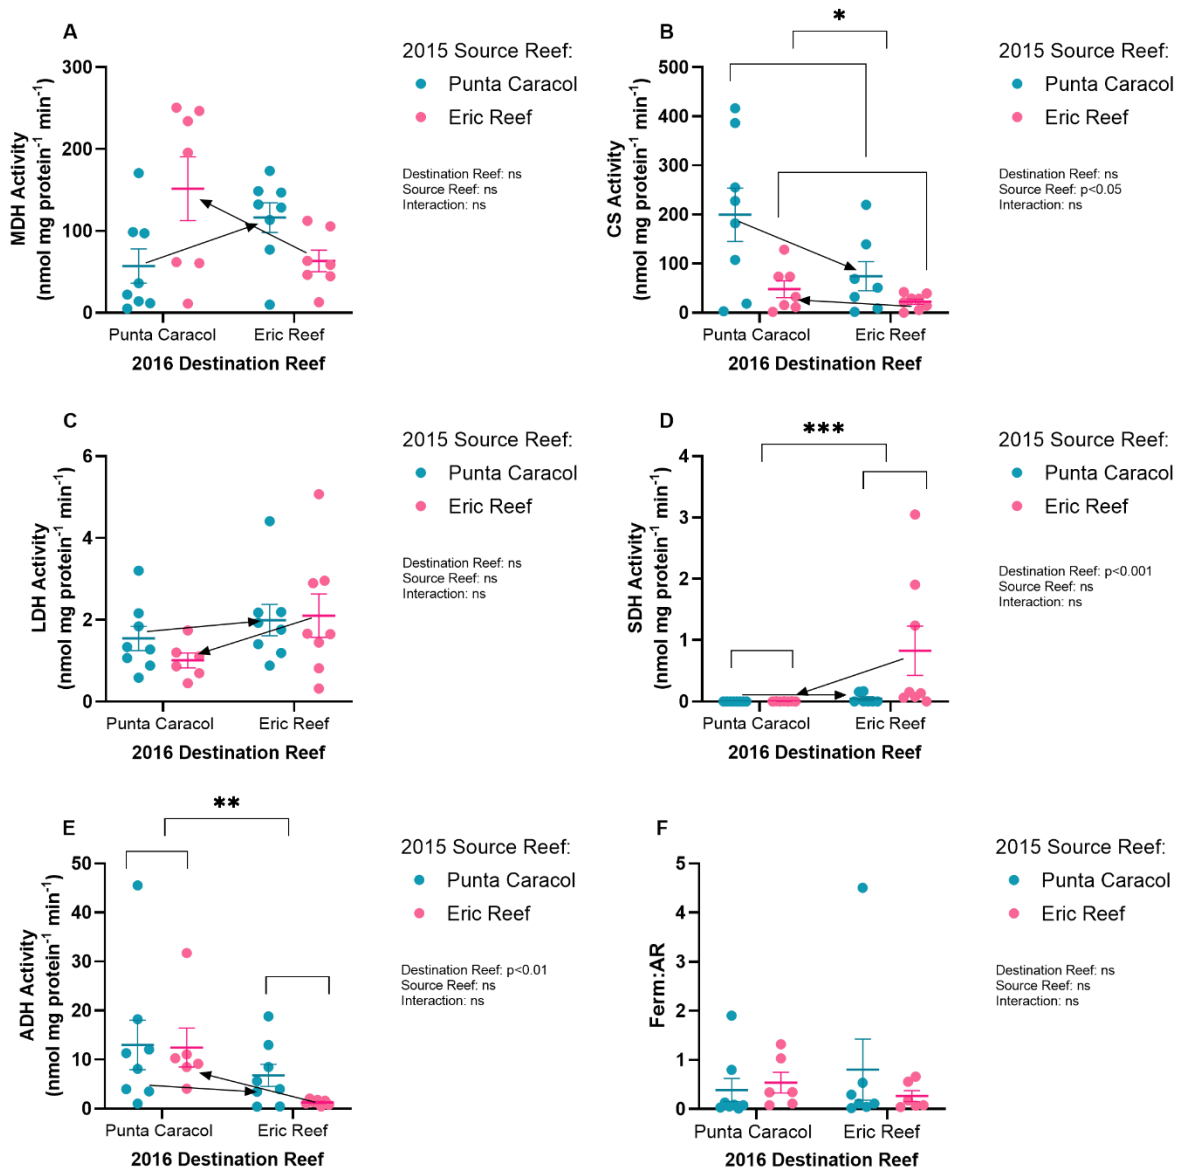 A
MDH Activity
(nmol mg protein⁻¹ min⁻¹)
300
200
100
0
Punta Caracol
Eric Reef
2016 Destination Reef
2015 Source Reef:
Punta Caracol
Eric Reef
Destination Reef: ns
Source Reef: ns
Interaction: ns
B
*
CS Activity
(nmol mg protein⁻¹ min⁻¹)
500
400
300
200
100
0
Punta Caracol
Eric Reef
2016 Destination Reef
2015 Source Reef:
Punta Caracol
Eric Reef
Destination Reef: ns
Source Reef: p<0.05
Interaction: ns
C
LDH Activity
(nmol mg protein⁻¹ min⁻¹)
6
4
2
0
Punta Caracol
Eric Reef
2016 Destination Reef
2015 Source Reef:
Punta Caracol
Eric Reef
Destination Reef: ns
Source Reef: ns
Interaction: ns
D
***
SDH Activity
(nmol mg protein⁻¹ min⁻¹)
4
3
2
1
0
Punta Caracol
Eric Reef
2016 Destination Reef
2015 Source Reef:
Punta Caracol
Eric Reef
Destination Reef: p<0.001
Source Reef: ns
Interaction: ns
E
**
ADH Activity
(nmol mg protein⁻¹ min⁻¹)
50
40
30
20
10
0
Punta Caracol
Eric Reef
2016 Destination Reef
2015 Source Reef:
Punta Caracol
Eric Reef
Destination Reef: p<0.01
Source Reef: ns
Interaction: ns
F
Ferm:AR
5
4
3
2
1
0
Punta Caracol
Eric Reef
2016 Destination Reef
2015 Source Reef:
Punta Caracol
Eric Reef
Destination Reef: ns
Source Reef: ns
Interaction: ns